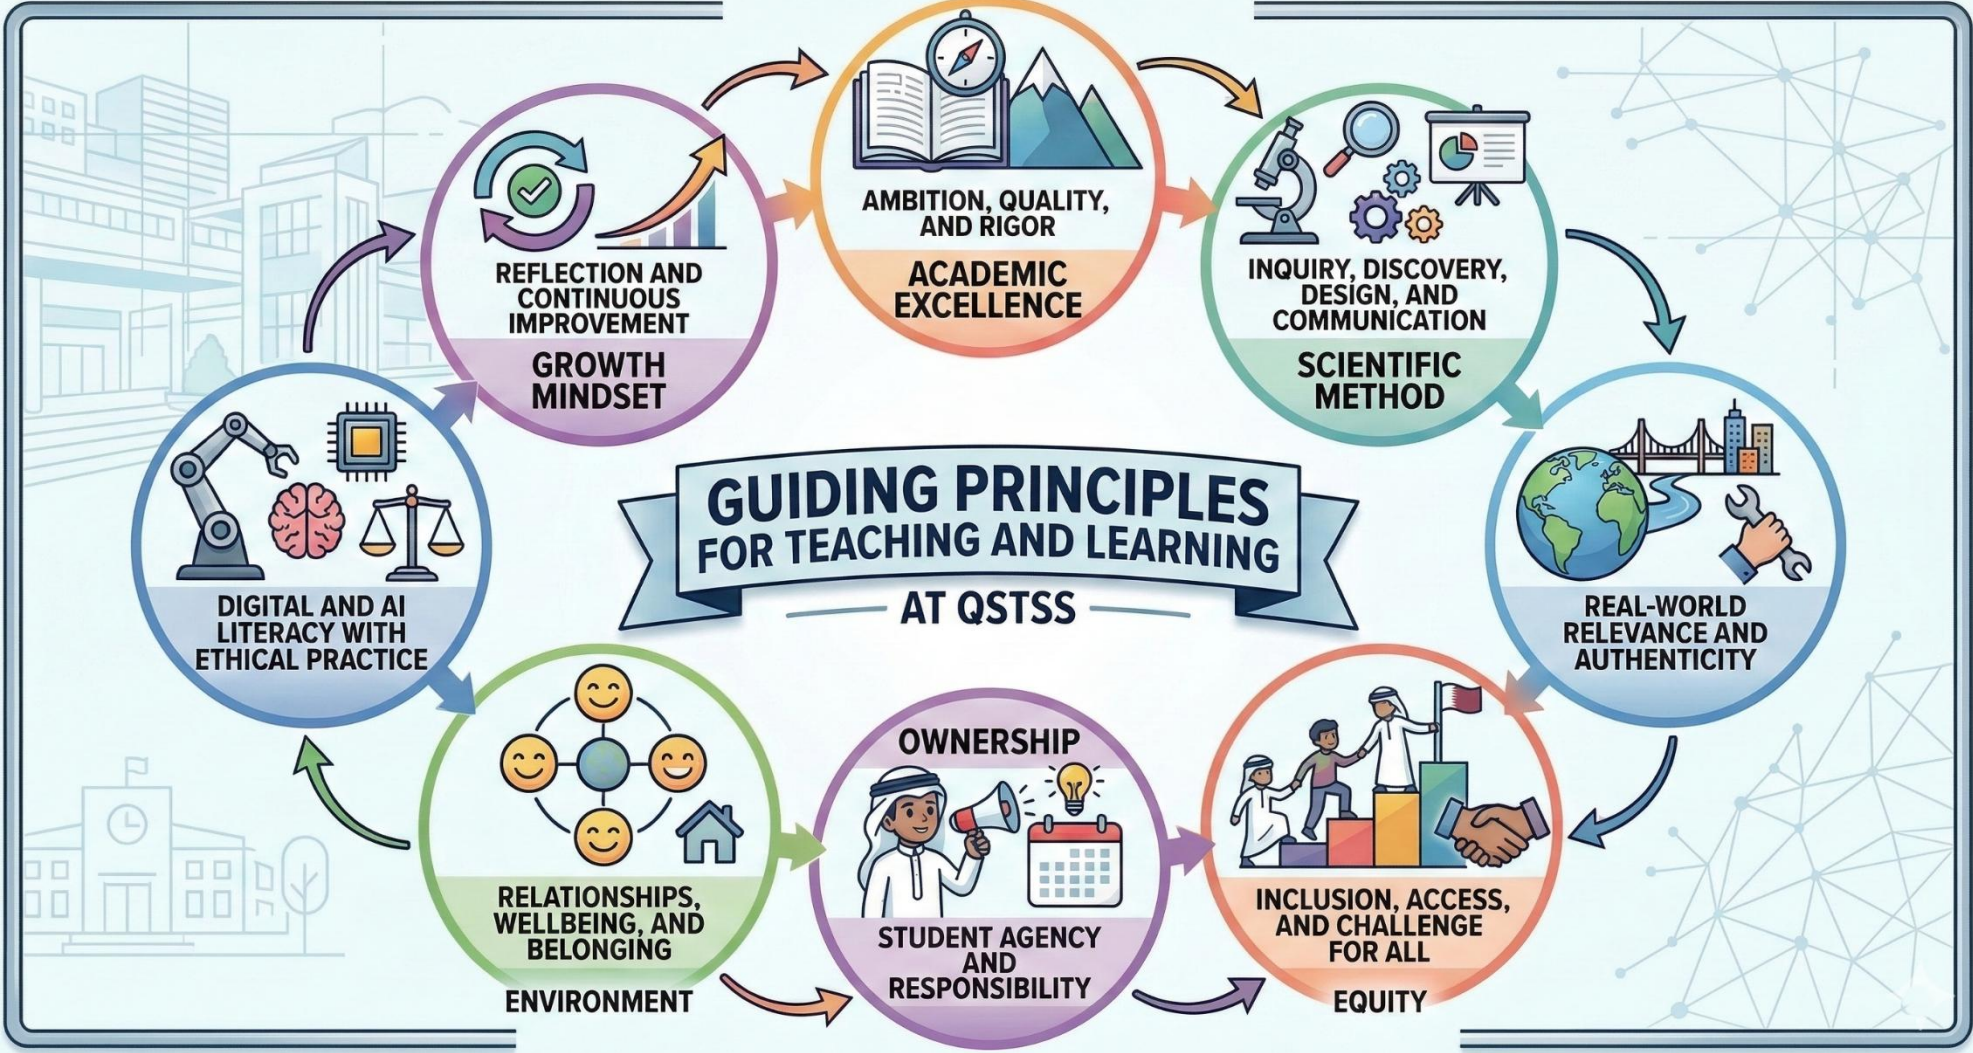 AMBITION, QUALITY,
AND RIGOR
ACADEMIC
EXCELLENCE
REFLECTION AND
CONTINUOUS
IMPROVEMENT
GROWTH
MINDSET
INQUIRY, DISCOVERY,
DESIGN, AND
COMMUNICATION
SCIENTIFIC
METHOD
GUIDING PRINCIPLES
FOR TEACHING AND LEARNING
AT QSTSS
DIGITAL AND AI
LITERACY WITH
ETHICAL PRACTICE
REAL-WORLD
RELEVANCE AND
AUTHENTICITY
RELATIONSHIPS,
WELLBEING, AND
BELONGING
ENVIRONMENT
OWNERSHIP
STUDENT AGENCY
AND
RESPONSIBILITY
INCLUSION, ACCESS,
AND CHALLENGE
FOR ALL
EQUITY